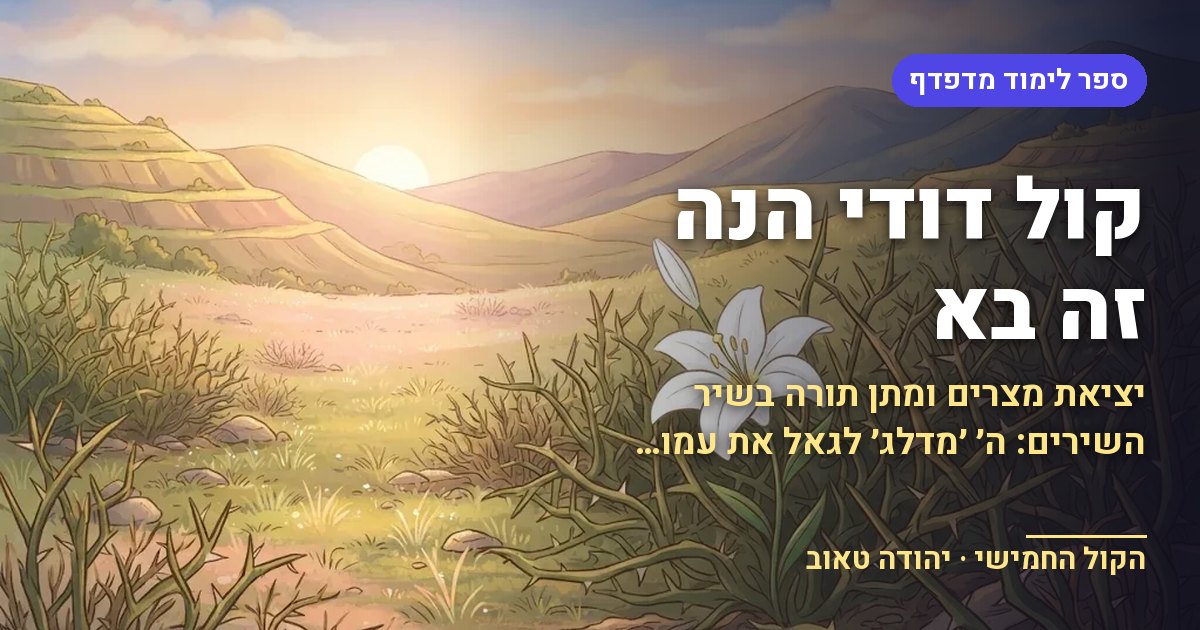 ספר לימוד מדפדף
קול דודי הנה
זה בא
יציאת מצרים ומתן תורה בשיר
השירים: ה׳ ׳מדלג׳ לגאל את עמו...
הקול החמישי · יהודה טאוב